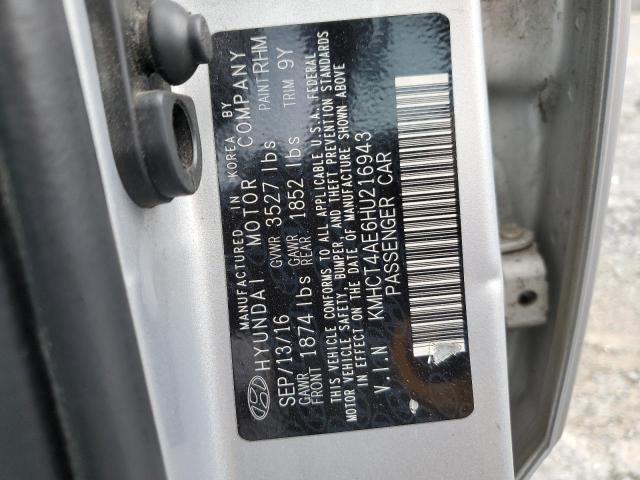 MANUFACTURED IN KOREA BY
HYUNDAI MOTOR COMPANY
SEP/13/16 GVWR 3527 lbs PAINT RHM
GAWR FRONT 1874 lbs GAWR REAR 1852 lbs TRIM 9Y
THIS VEHICLE CONFORMS TO ALL APPLICABLE U.S.A. FEDERAL
MOTOR VEHICLE SAFETY, BUMPER, AND THEFT PREVENTION STANDARDS
IN EFFECT ON THE DATE OF MANUFACTURE SHOWN ABOVE
V.I.N KMHCT4AE6HU216943
PASSENGER CAR